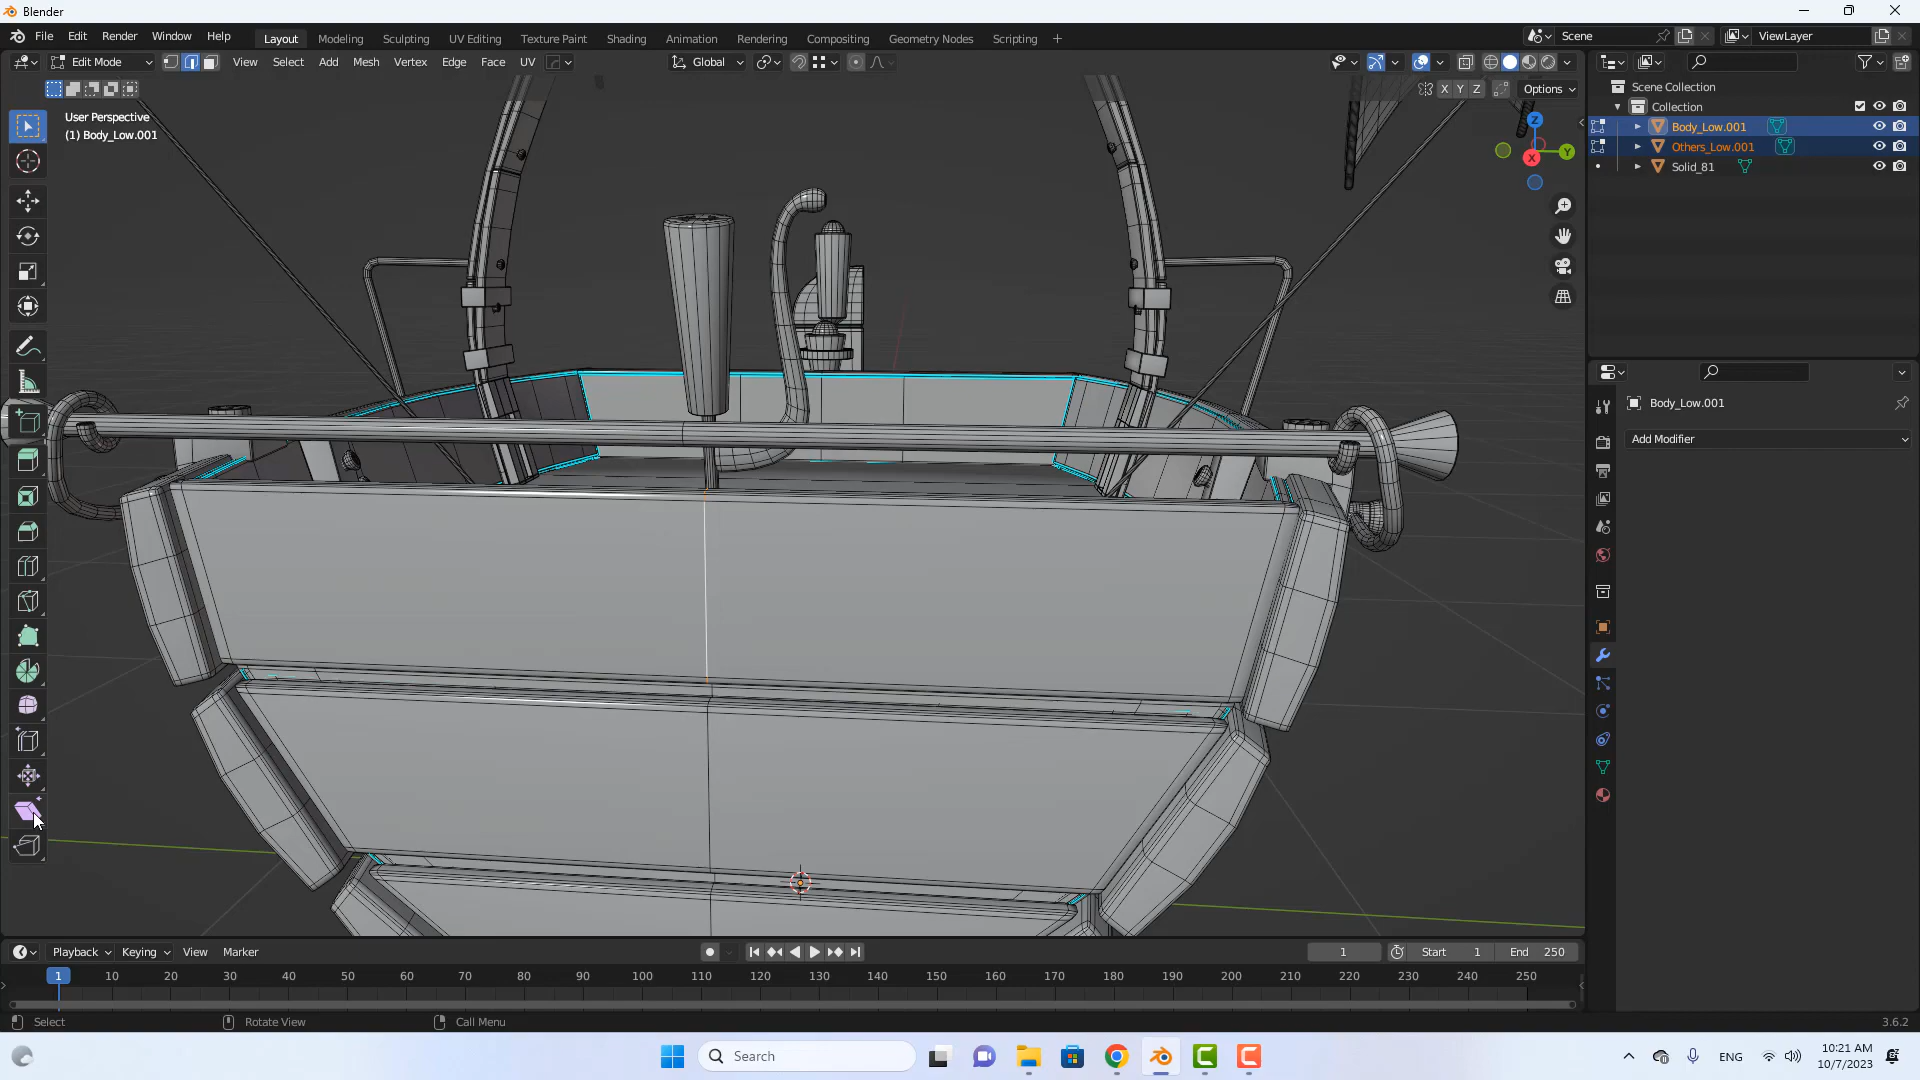 Blender
File Edit Render Window Help
Layout Modeling Sculpting UV Editing Texture Paint Shading Animation Rendering Compositing Geometry Nodes Scripting +
Scene
ViewLayer
Edit Mode View Select Add Mesh Vertex Edge Face UV
Global
X Y Z Options
User Perspective
(1) Body_Low.001
Z
Y
X
Scene Collection
Collection
Body_Low.001
Others_Low.001
Solid_81
Body_Low.001
Add Modifier
Playback Keying View Marker
1 Start 1 End 250
1 10 20 30 40 50 60 70 80 90 100 110 120 130 140 150 160 170 180 190 200 210 220 230 240 250
Select Rotate View Call Menu 3.6.2
Search
ENG
10:21 AM
10/7/2023